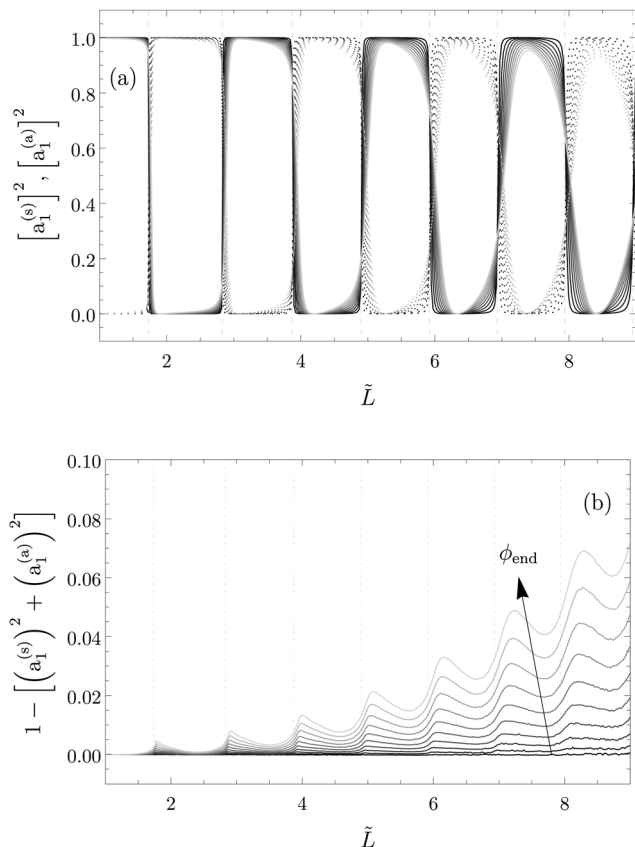 (a)
[a₁⁽ˢ⁾]², [a₁⁽ᵃ⁾]²
1.0
0.8
0.6
0.4
0.2
0.0
2 4 6 8
L̃
(b)
1 − [(a₁⁽ˢ⁾)² + (a₁⁽ᵃ⁾)²]
0.10
0.08
0.06
0.04
0.02
0.00
ϕend
2 4 6 8
L̃